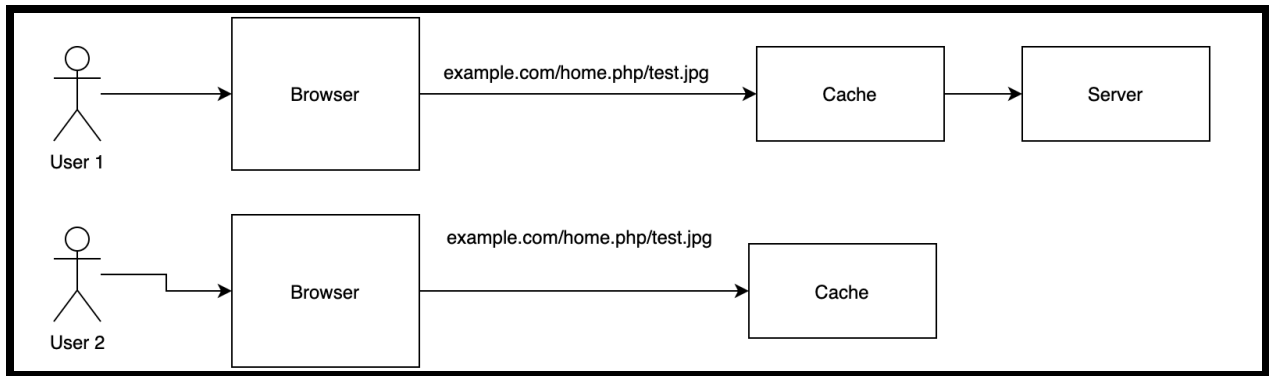 example.com/home.php/test.jpg
Browser
Cache
Server
User 1
example.com/home.php/test.jpg
Browser
Cache
User 2